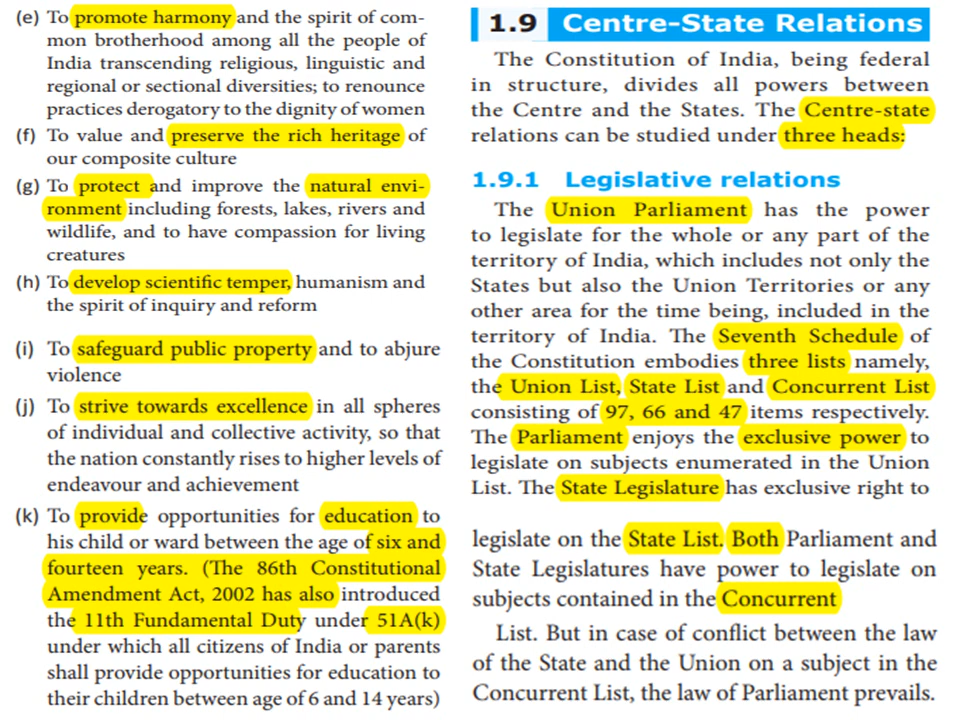 (e) To promote harmony and the spirit of com-
mon brotherhood among all the people of
India transcending religious, linguistic and
regional or sectional diversities; to renounce
practices derogatory to the dignity of women
(f) To value and preserve the rich heritage of
our composite culture
(g) To protect and improve the natural envi-
ronment including forests, lakes, rivers and
wildlife, and to have compassion for living
creatures
(h) To develop scientific temper, humanism and
the spirit of inquiry and reform
(i) To safeguard public property and to abjure
violence
(j) To strive towards excellence in all spheres
of individual and collective activity, so that
the nation constantly rises to higher levels of
endeavour and achievement
(k) To provide opportunities for education to
his child or ward between the age of six and
fourteen years. (The 86th Constitutional
Amendment Act, 2002 has also introduced
the 11th Fundamental Duty under 51A(k)
under which all citizens of India or parents
shall provide opportunities for education to
their children between age of 6 and 14 years)
1.9 Centre-State Relations
The Constitution of India, being federal
in structure, divides all powers between
the Centre and the States. The Centre-state
relations can be studied under three heads:
1.9.1 Legislative relations
The Union Parliament has the power
to legislate for the whole or any part of the
territory of India, which includes not only the
States but also the Union Territories or any
other area for the time being, included in the
territory of India. The Seventh Schedule of
the Constitution embodies three lists namely,
the Union List, State List and Concurrent List
consisting of 97, 66 and 47 items respectively.
The Parliament enjoys the exclusive power to
legislate on subjects enumerated in the Union
List. The State Legislature has exclusive right to
legislate on the State List. Both Parliament and
State Legislatures have power to legislate on
subjects contained in the Concurrent
List. But in case of conflict between the law
of the State and the Union on a subject in the
Concurrent List, the law of Parliament prevails.